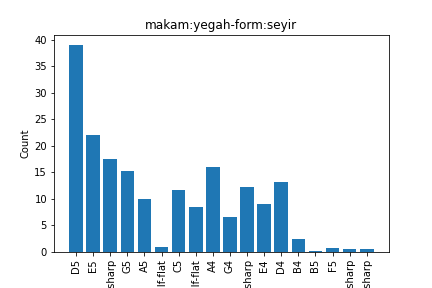 makam:yegah-form:seyir
40
35
30
25
20
15
10
5
0
Count
D5
E5
sharp
G5
A5
lf-flat
C5
lf-flat
A4
G4
sharp
E4
D4
B4
B5
F5
sharp
sharp